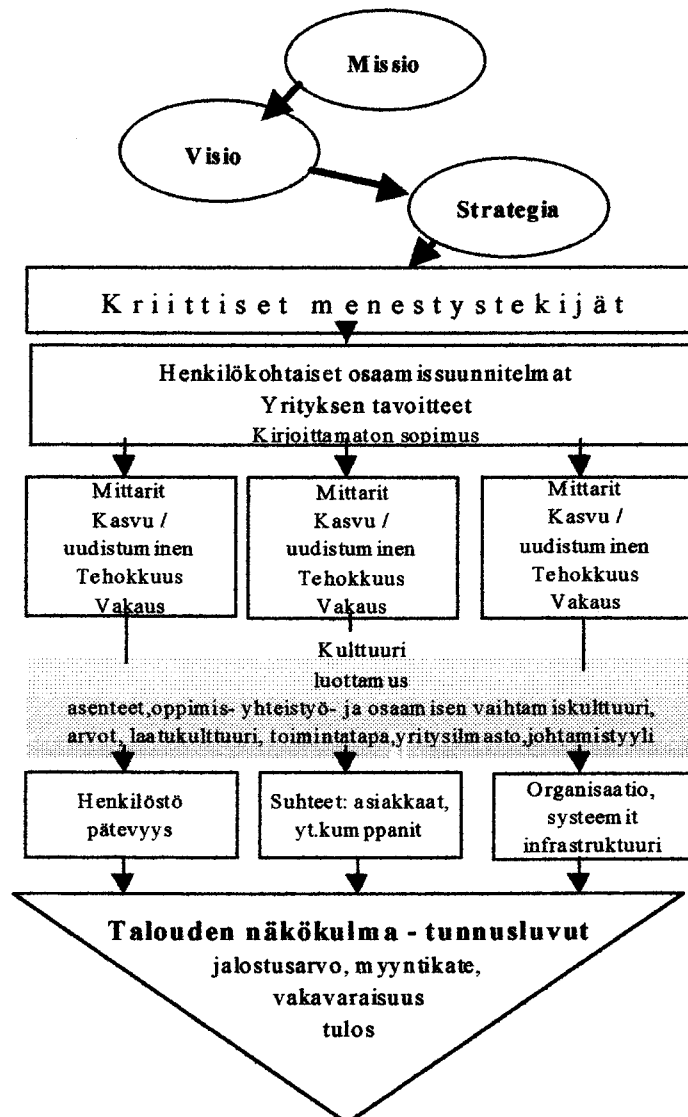 Missio
Visio
Strategia
Kriittiset menestystekijät
Henkilökohtaiset osaamissuunnitelmat
Yrityksen tavoitteet
Kirjoittamaton sopimus
Mittarit
Kasvu /
uudistuminen
Tehokkuus
Vakaus
Mittarit
Kasvu /
uudistuminen
Tehokkuus
Vakaus
Mittarit
Kasvu /
uudistuminen
Tehokkuus
Vakaus
Kulttuuri
luottamus
asenteet,oppimis- yhteistyö- ja osaamisen vaihtamiskulttuuri,
arvot, laatukulttuuri, toimintatapa,yritysilmasto,johtamistyyli
Henkilöstö
pätevyys
Suhteet: asiakkaat,
yt.kumppanit
Organisaatio,
systeemit
infrastruktuuri
Talouden näkökulma - tunnusluvut
jalostusarvo, myyntikate,
vakavaraisuus
tulos